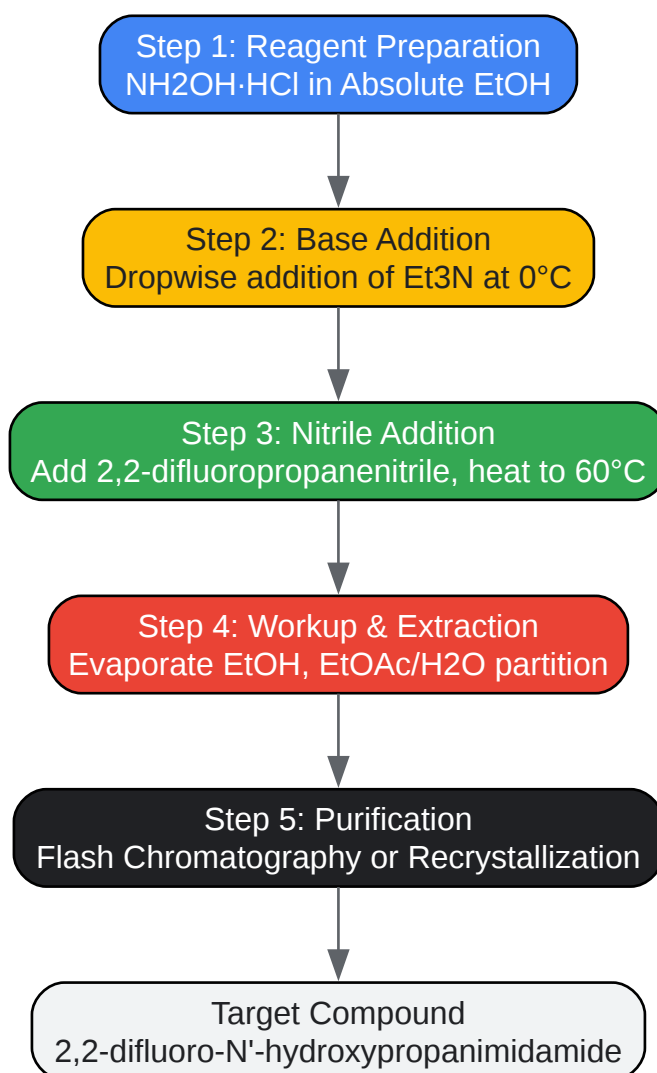 Step 1: Reagent Preparation
NH2OH·HCl in Absolute EtOH
Step 2: Base Addition
Dropwise addition of Et3N at 0°C
Step 3: Nitrile Addition
Add 2,2-difluoropropanenitrile, heat to 60°C
Step 4: Workup & Extraction
Evaporate EtOH, EtOAc/H2O partition
Step 5: Purification
Flash Chromatography or Recrystallization
Target Compound
2,2-difluoro-N'-hydroxypropanimidamide